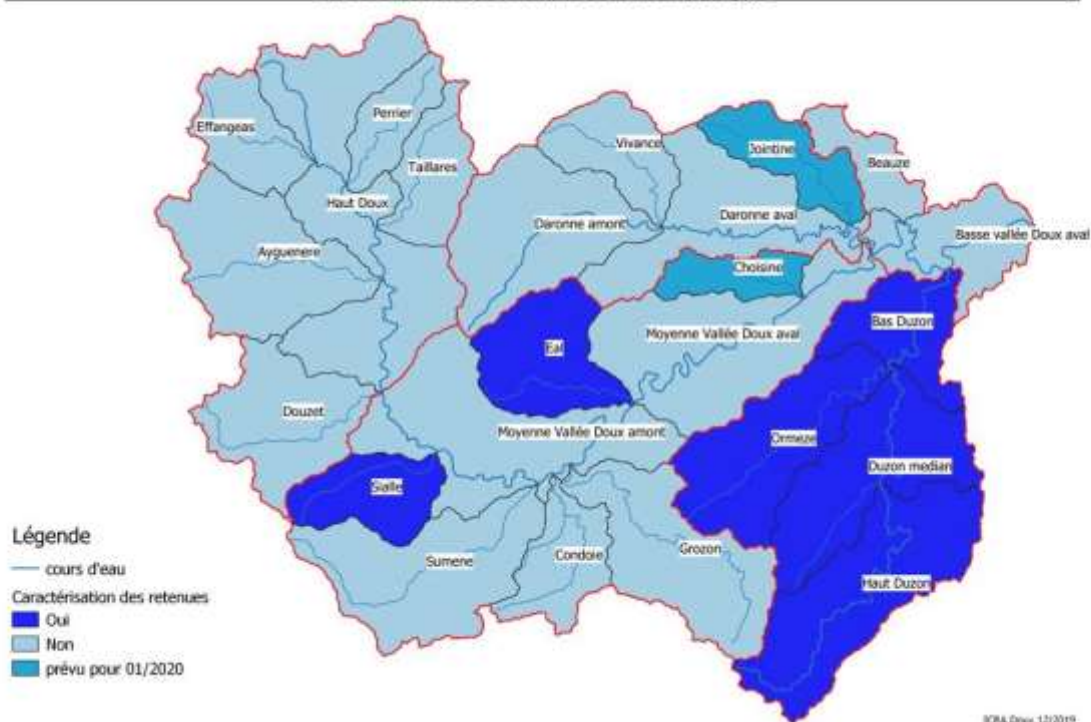 Effangeas
Perrier
Taillares
Haut Doux
Ayguenere
Vivance
Jointine
Beauze
Daronne amont
Daronne aval
Basse vallée Doux aval
Choisine
Eal
Moyenne Vallée Doux aval
Bas Duzon
Douzet
Moyenne Vallée Doux amont
Ormeze
Duzon median
Sialle
Sumene
Condoie
Grozon
Haut Duzon
Légende
cours d'eau
Caractérisation des retenues
Oui
Non
prévu pour 01/2020